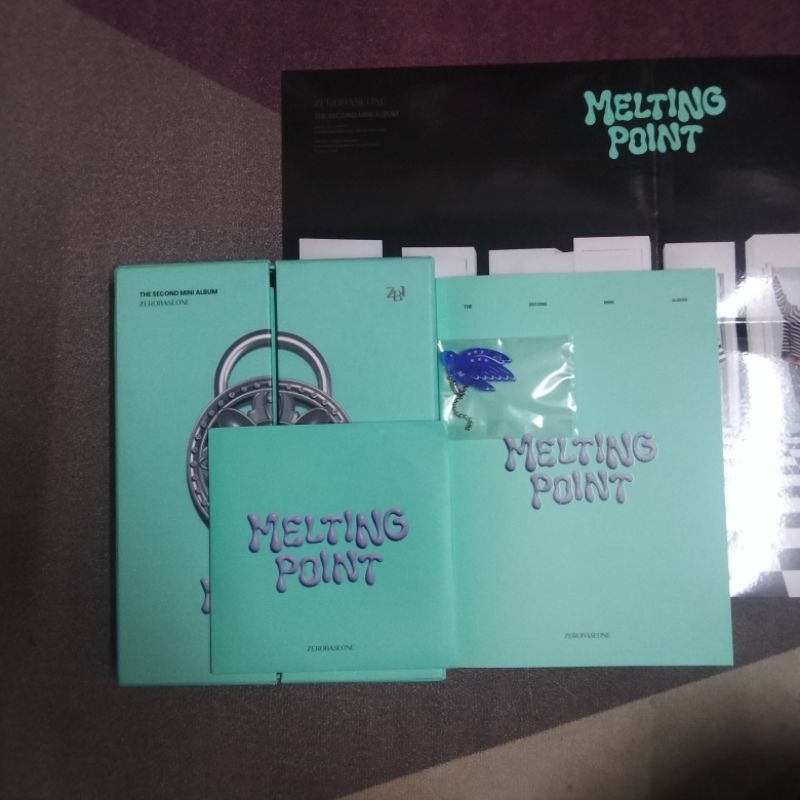 ZEROBASEONE
THE SECOND MINI ALBUM
MELTING
POINT
THE SECOND MINI ALBUM
ZEROBASEONE
ZB1
THE SECOND MINI ALBUM
MELTING
POINT
ZEROBASEONE
MELTING
POINT
ZEROBASEONE